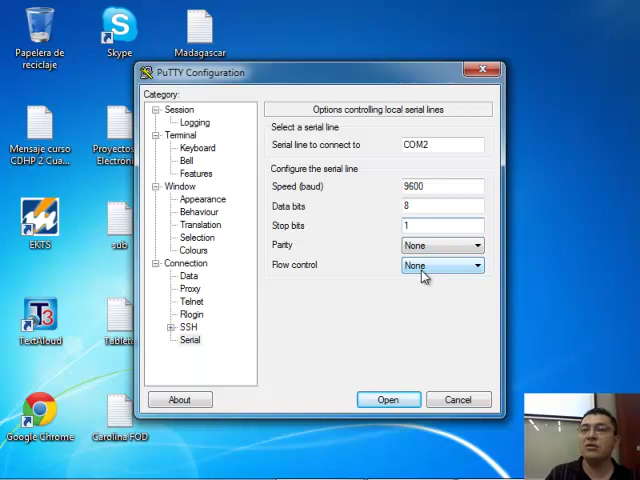 Papelera de
reciclaje
Skype
Madagascar
Mensaje curso
CDHP 2 Cua...
Proyectos
Electróni
EKTS
sub
TextAloud
Tableta
Google Chrome
Carolina FOD
PuTTY Configuration
Category:
Session
Logging
Terminal
Keyboard
Bell
Features
Window
Appearance
Behaviour
Translation
Selection
Colours
Connection
Data
Proxy
Telnet
Rlogin
SSH
Serial
Options controlling local serial lines
Select a serial line
Serial line to connect to COM2
Configure the serial line
Speed (baud) 9600
Data bits 8
Stop bits 1
Parity None
Flow control None
About Open Cancel